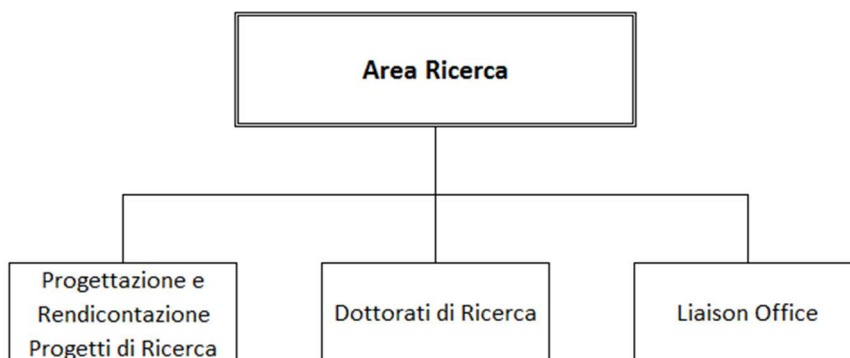 Area Ricerca
Progettazione e
Rendicontazione
Progetti di Ricerca
Dottorati di Ricerca
Liaison Office